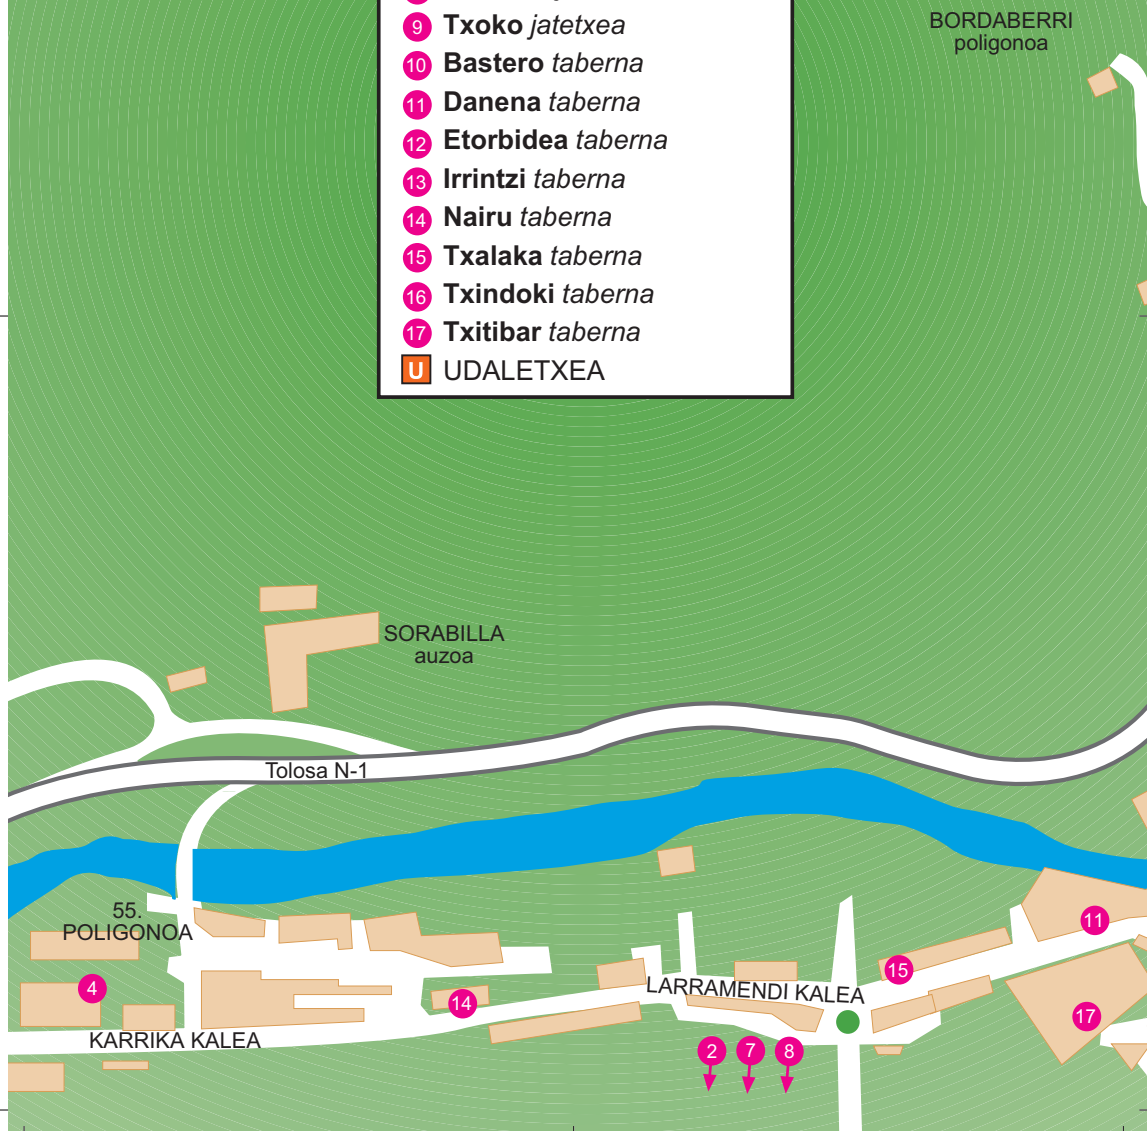 9 Txoko jatetxea
10 Bastero taberna
11 Danena taberna
12 Etorbidea taberna
13 Irrintzi taberna
14 Nairu taberna
15 Txalaka taberna
16 Txindoki taberna
17 Txitibar taberna
U UDALETXEA
BORDABERRI
poligonoa
SORABILLA
auzoa
Tolosa N-1
55.
POLIGONOA
4
KARRIKA KALEA
14
LARRAMENDI KALEA
15
11
17
2 7 8